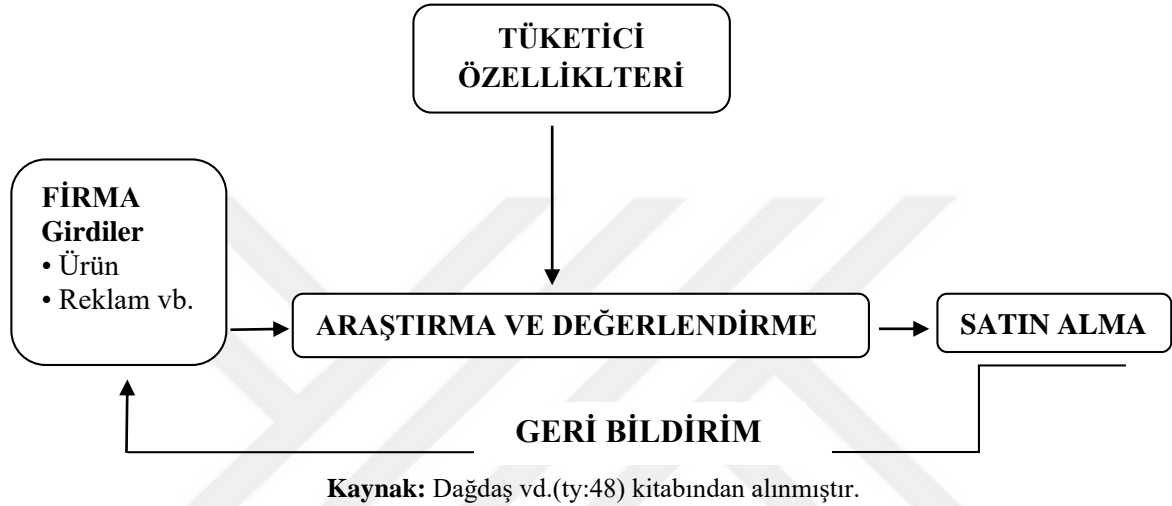 TÜKETİCİ
ÖZELLİKLTERİ
FİRMA
Girdiler
• Ürün
• Reklam vb.
ARAŞTIRMA VE DEĞERLENDİRME
SATIN ALMA
GERİ BİLDİRİM
Kaynak: Dağdaş vd.(ty:48) kitabından alınmıştır.